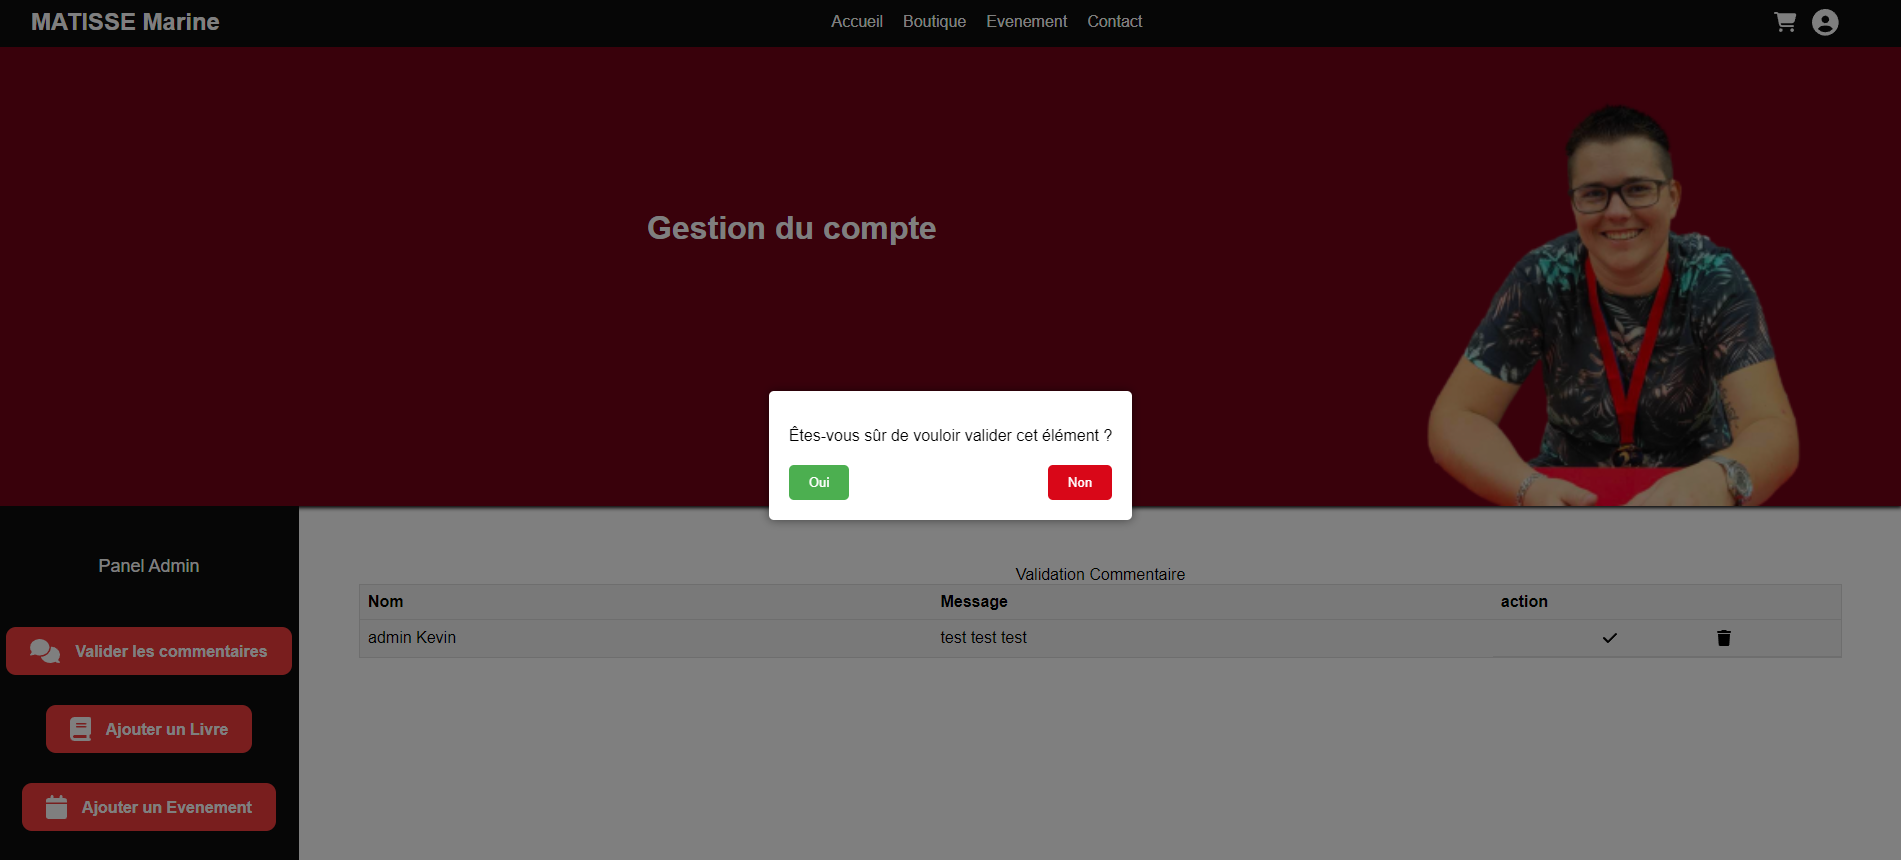 MATISSE Marine
Accueil Boutique Evenement Contact
Gestion du compte
Êtes-vous sûr de vouloir valider cet élément ?
Oui Non
Panel Admin
Valider les commentaires
Ajouter un Livre
Ajouter un Evenement
Validation Commentaire
Nom Message action
admin Kevin test test test